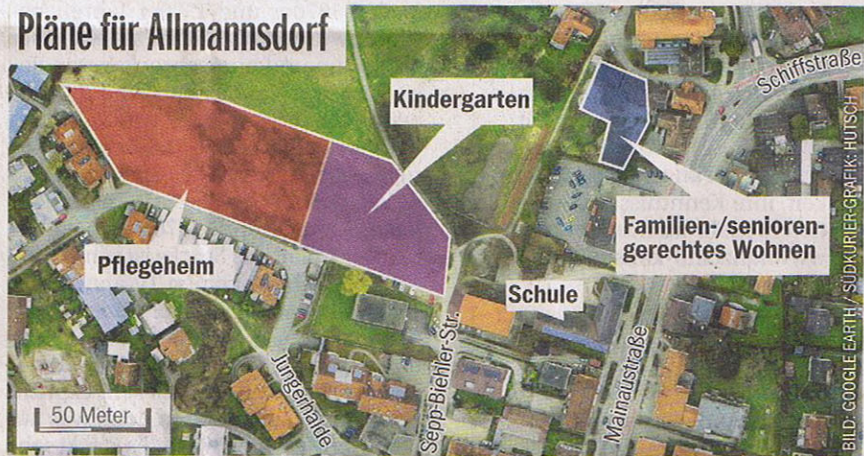 Pläne für Allmannsdorf
Kindergarten
Schiffstraße
Familien-/senioren-
gerechtes Wohnen
Pflegeheim
Schule
Jungerhalde
Sepp-Biehler-Str.
Mainaustraße
50 Meter
BILD: GOOGLE EARTH / SÜDKURIER-GRAFIK: HUTSCH